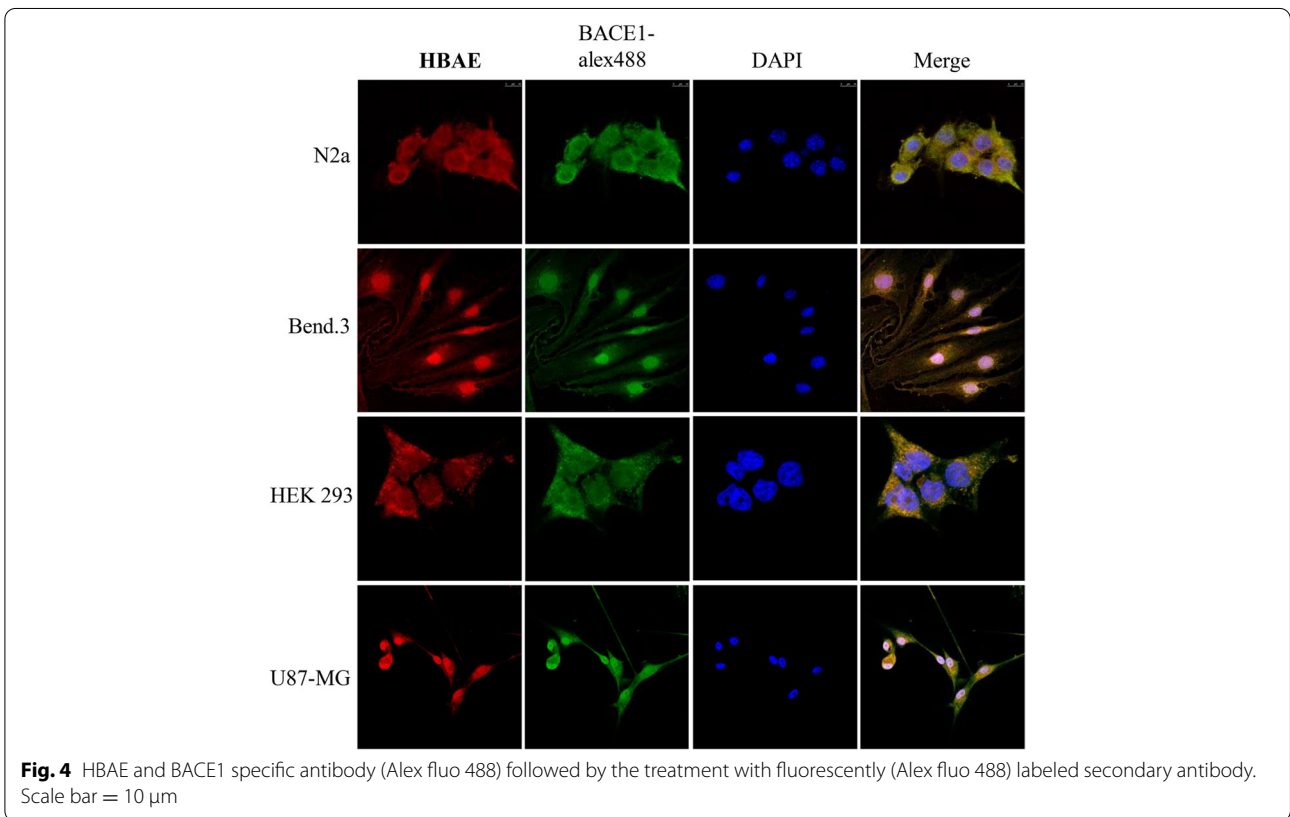 HBAE BACE1-
alex488 DAPI Merge
N2a
Bend.3
HEK 293
U87-MG
Fig. 4 HBAE and BACE1 specific antibody (Alex fluo 488) followed by the treatment with fluorescently (Alex fluo 488) labeled secondary antibody.
Scale bar = 10 µm